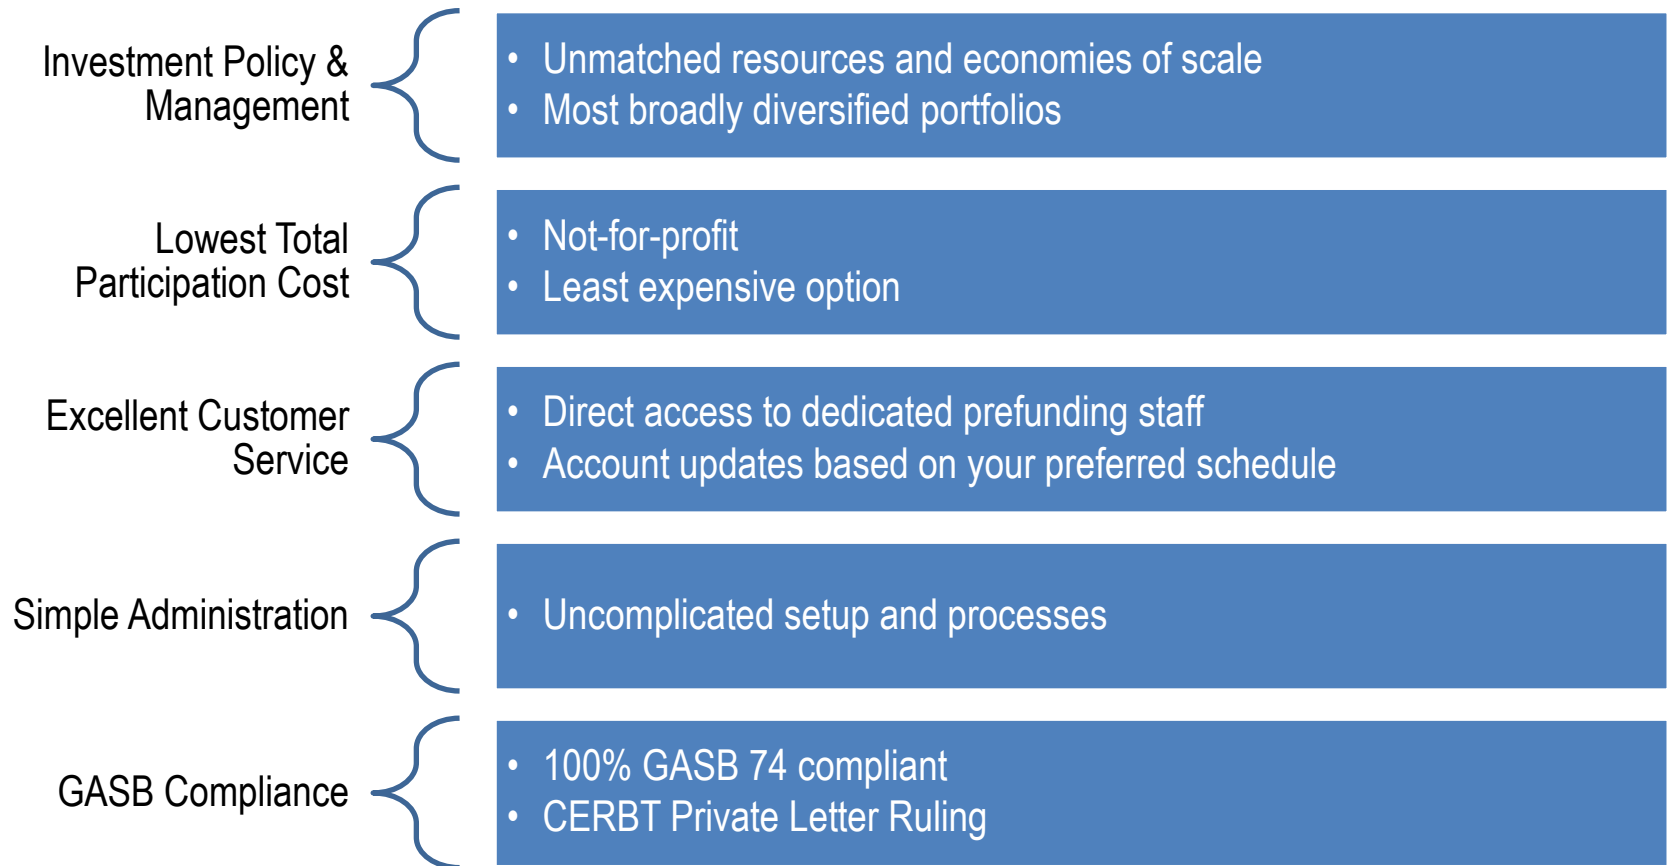 Investment Policy &
Management
• Unmatched resources and economies of scale
• Most broadly diversified portfolios
Lowest Total
Participation Cost
• Not-for-profit
• Least expensive option
Excellent Customer
Service
• Direct access to dedicated prefunding staff
• Account updates based on your preferred schedule
Simple Administration
• Uncomplicated setup and processes
GASB Compliance
• 100% GASB 74 compliant
• CERBT Private Letter Ruling